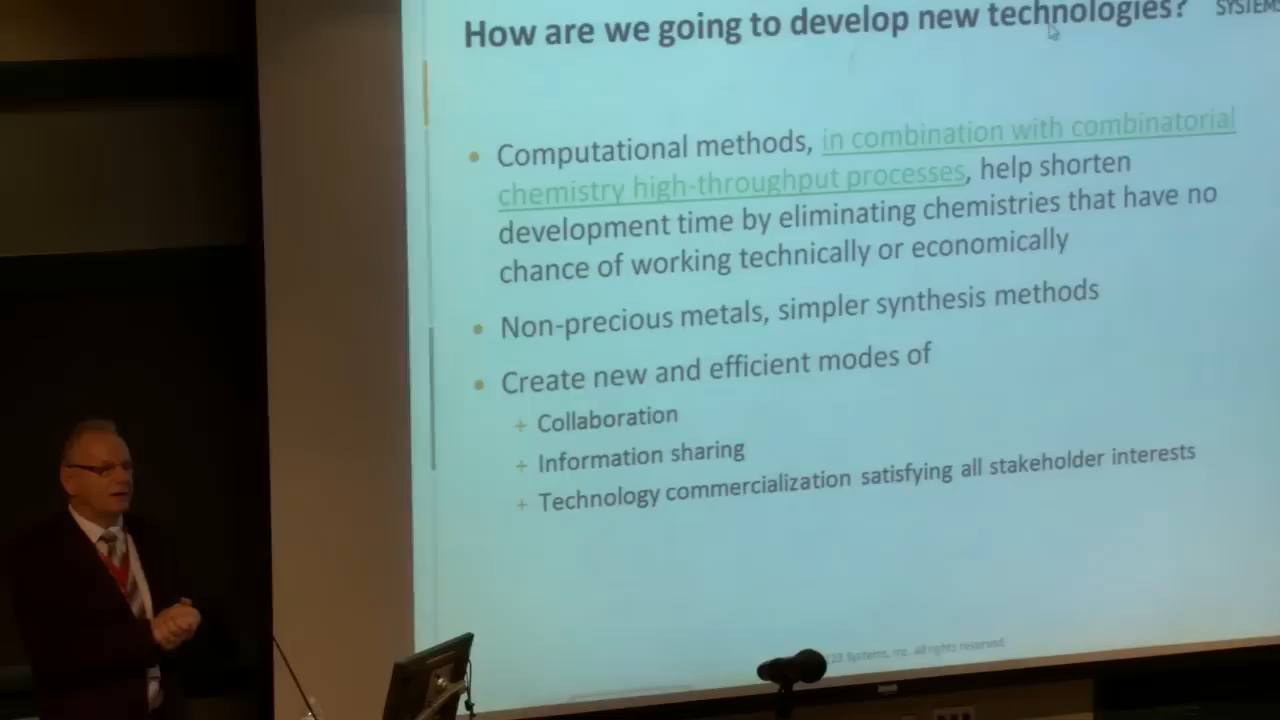 How are we going to develop new technologies?
SYSTEMS
• Computational methods, in combination with combinatorial
chemistry high-throughput processes, help shorten
development time by eliminating chemistries that have no
chance of working technically or economically
• Non-precious metals, simpler synthesis methods
• Create new and efficient modes of
+ Collaboration
+ Information sharing
+ Technology commercialization satisfying all stakeholder interests
Systems, Inc. All rights reserved.